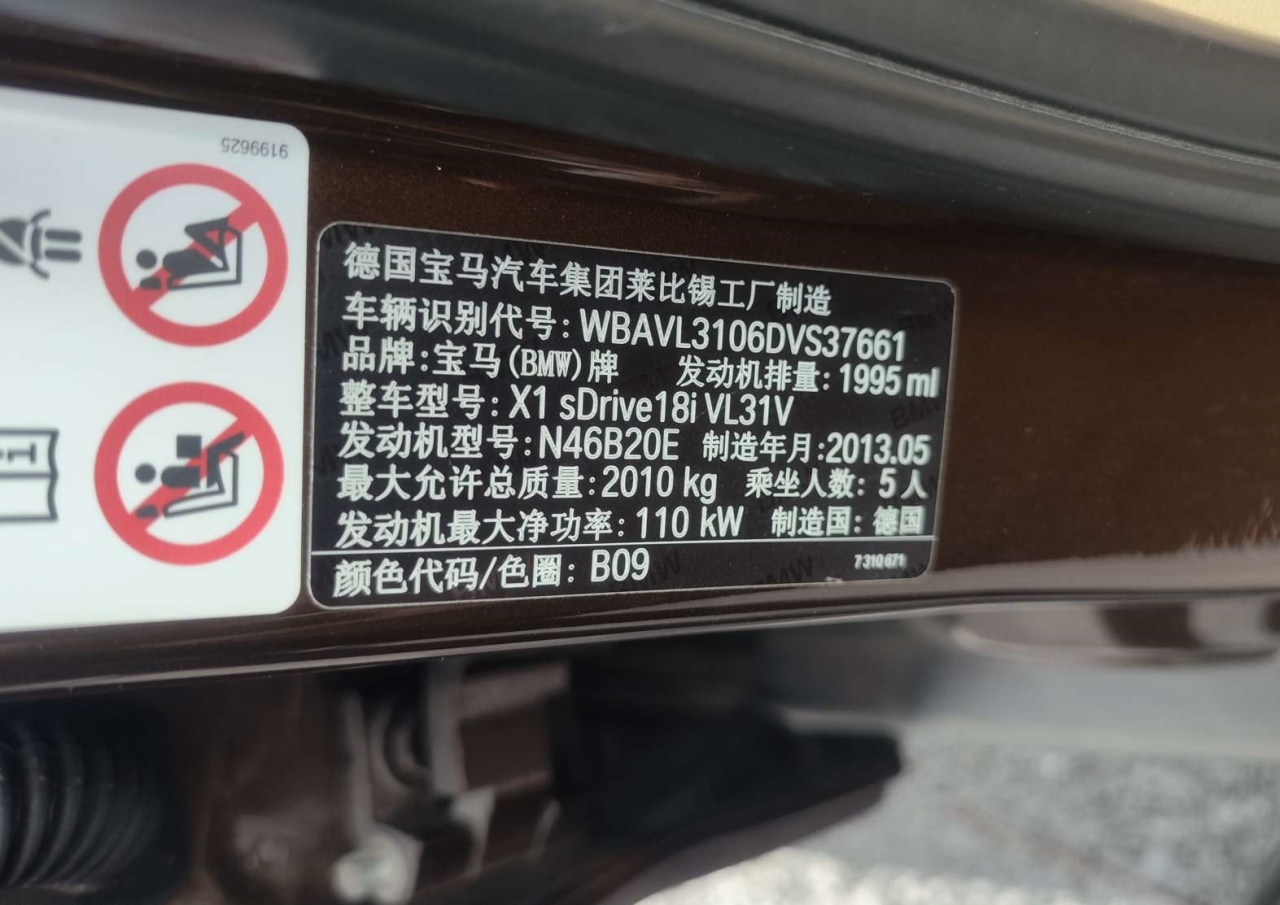 9199625
德国宝马汽车集团莱比锡工厂制造
车辆识别代号: WBAVL3106DVS37661
品牌:宝马(BMW)牌 发动机排量: 1995 ml
整车型号: X1 sDrive18i VL31V
发动机型号: N46B20E 制造年月:2013.05
最大允许总质量:2010 kg 乘坐人数: 5人
发动机最大净功率: 110 kW 制造国: 德国
颜色代码/色圈: B09 7310671